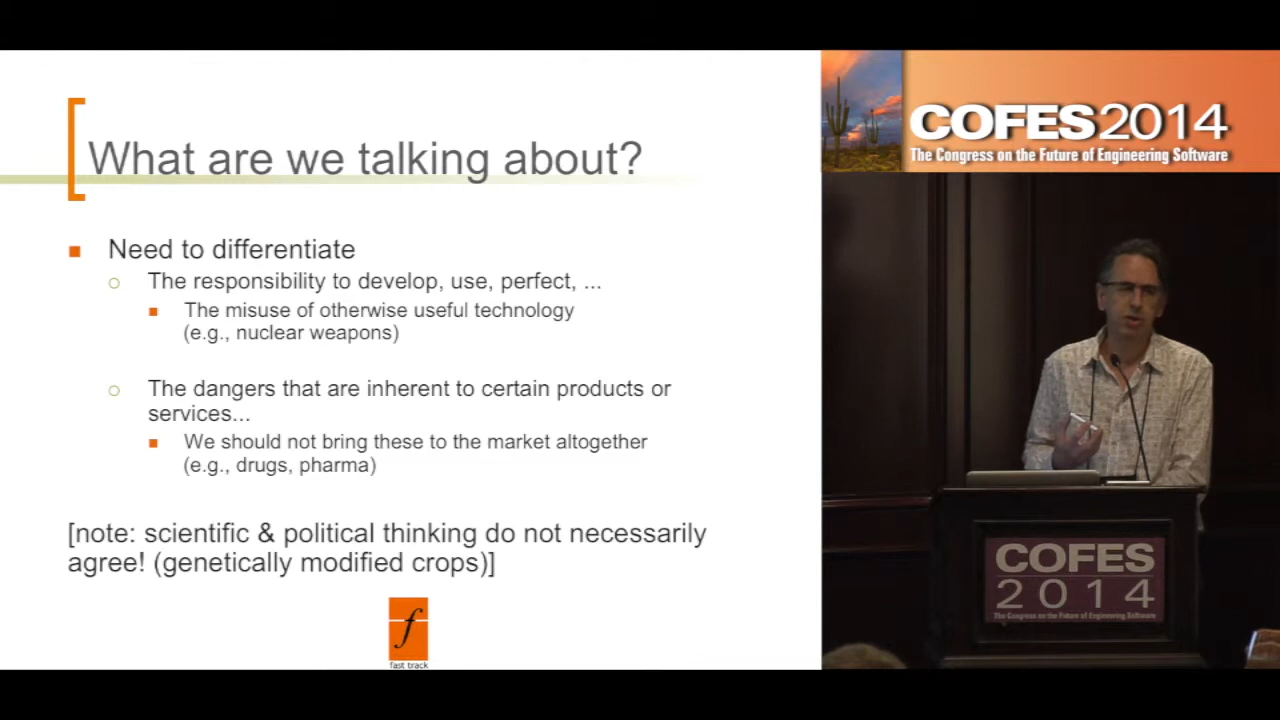 What are we talking about?
Need to differentiate
The responsibility to develop, use, perfect, ...
The misuse of otherwise useful technology
(e.g., nuclear weapons)
The dangers that are inherent to certain products or
services...
We should not bring these to the market altogether
(e.g., drugs, pharma)
[note: scientific & political thinking do not necessarily
agree! (genetically modified crops)]
f
fast track
COFES2014
The Congress on the Future of Engineering Software
COFES
2014
The Congress on the Future of Engineering Software